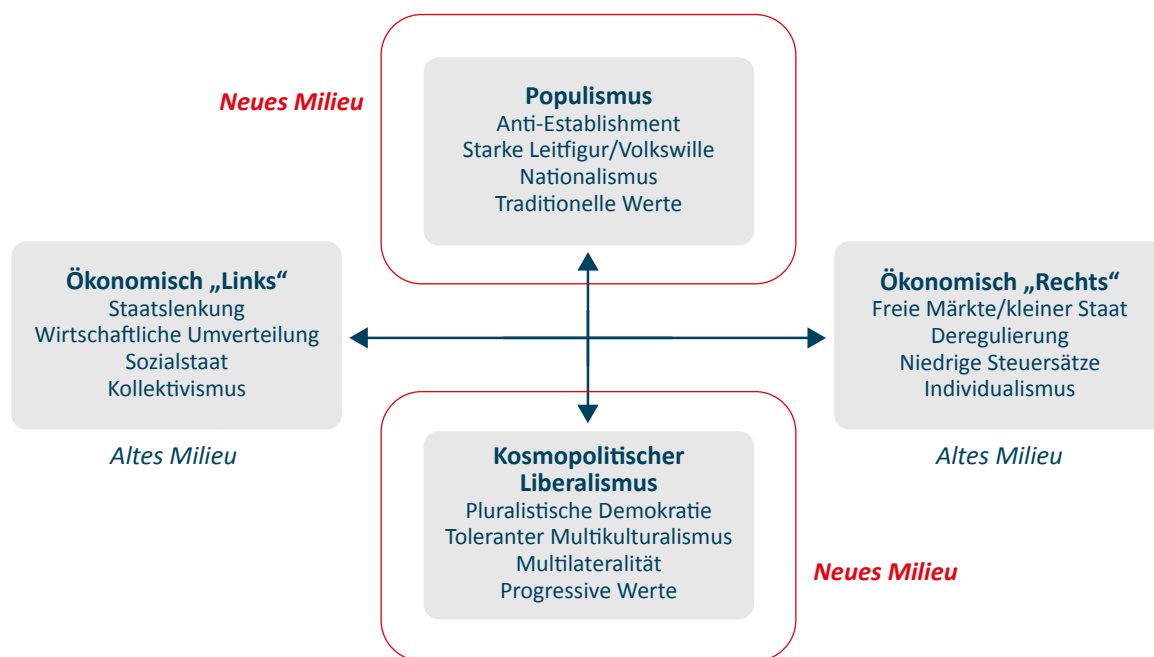 Neues Milieu
Populismus
Anti-Establishment
Starke Leitfigur/Volkswille
Nationalismus
Traditionelle Werte
Ökonomisch „Links“
Staatslenkung
Wirtschaftliche Umverteilung
Sozialstaat
Kollektivismus
Altes Milieu
Ökonomisch „Rechts“
Freie Märkte/kleiner Staat
Deregulierung
Niedrige Steuersätze
Individualismus
Altes Milieu
Kosmopolitischer
Liberalismus
Pluralistische Demokratie
Toleranter Multikulturalismus
Multilateralität
Progressive Werte
Neues Milieu